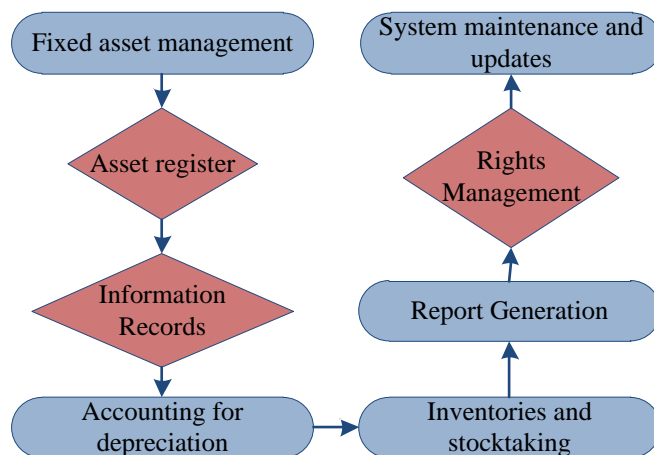 Fixed asset management
Asset register
Information
Records
Accounting for
depreciation
Inventories and
stocktaking
Report Generation
Rights
Management
System maintenance and
updates